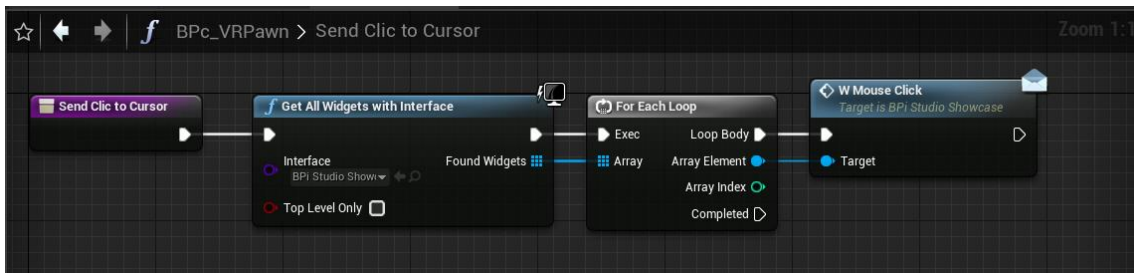 BPc_VRPawn > Send Clic to Cursor
Zoom 1:1
Send Clic to Cursor
Get All Widgets with Interface
Interface
BPi Studio Show
Found Widgets
Top Level Only
For Each Loop
Exec
Loop Body
Array
Array Element
Array Index
Completed
W Mouse Click
Target is BPi Studio Showcase
Target